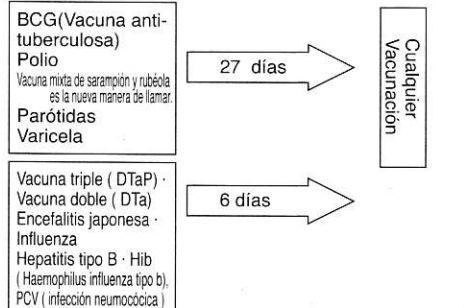 BCG(Vacuna anti-
tuberculosa)
Polio
Vacuna mixta de sarampión y rubéola
es la nueva manera de llamar.
Parótidas
Varicela
27 días
Cualquier
Vacunación
Vacuna triple ( DTaP) ·
Vacuna doble ( DTa)
Encefalitis japonesa ·
Influenza
Hepatitis tipo B · Hib
( Haemophilus influenza tipo b),
PCV ( infección neumocócica )
6 días